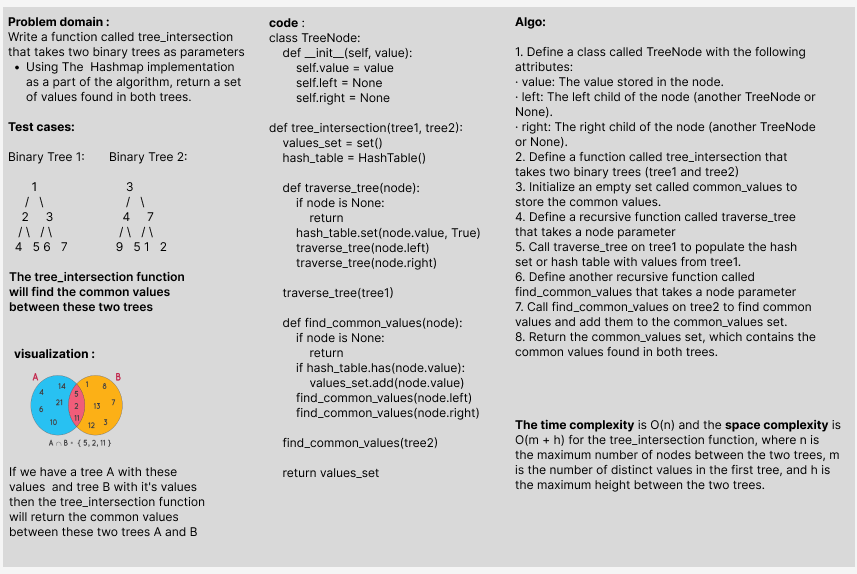 Problem domain :
Write a function called tree_intersection
that takes two binary trees as parameters
• Using The  Hashmap implementation
as a part of the algorithm, return a set
of values found in both trees.
Test cases:
Binary Tree 1:    Binary Tree 2:
1    3
/ \    / \
2  3    4  7
/ \  / \    / \  / \
4  5 6  7    9  5 1  2
The tree_intersection function
will find the common values
between these two trees
visualization :
A    B
14    1    8
4    5    7
21    2    13
6    11    3
10    12
A ∩ B = { 5, 2, 11 }
If we have a tree A with these
values  and tree B with it's values
then the tree_intersection function
will return the common values
between these two trees A and B
code :
class TreeNode:
    def __init__(self, value):
        self.value = value
        self.left = None
        self.right = None
def tree_intersection(tree1, tree2):
    values_set = set()
    hash_table = HashTable()
    def traverse_tree(node):
        if node is None:
            return
        hash_table.set(node.value, True)
        traverse_tree(node.left)
        traverse_tree(node.right)
    traverse_tree(tree1)
    def find_common_values(node):
        if node is None:
            return
        if hash_table.has(node.value):
            values_set.add(node.value)
        find_common_values(node.left)
        find_common_values(node.right)
    find_common_values(tree2)
    return values_set
Algo:
1. Define a class called TreeNode with the following
attributes:
· value: The value stored in the node.
· left: The left child of the node (another TreeNode or
None).
· right: The right child of the node (another TreeNode
or None).
2. Define a function called tree_intersection that
takes two binary trees (tree1 and tree2)
3. Initialize an empty set called common_values to
store the common values.
4. Define a recursive function called traverse_tree
that takes a node parameter
5. Call traverse_tree on tree1 to populate the hash
set or hash table with values from tree1.
6. Define another recursive function called
find_common_values that takes a node parameter
7. Call find_common_values on tree2 to find common
values and add them to the common_values set.
8. Return the common_values set, which contains the
common values found in both trees.
The time complexity is O(n) and the space complexity is
O(m + h) for the tree_intersection function, where n is
the maximum number of nodes between the two trees, m
is the number of distinct values in the first tree, and h is
the maximum height between the two trees.